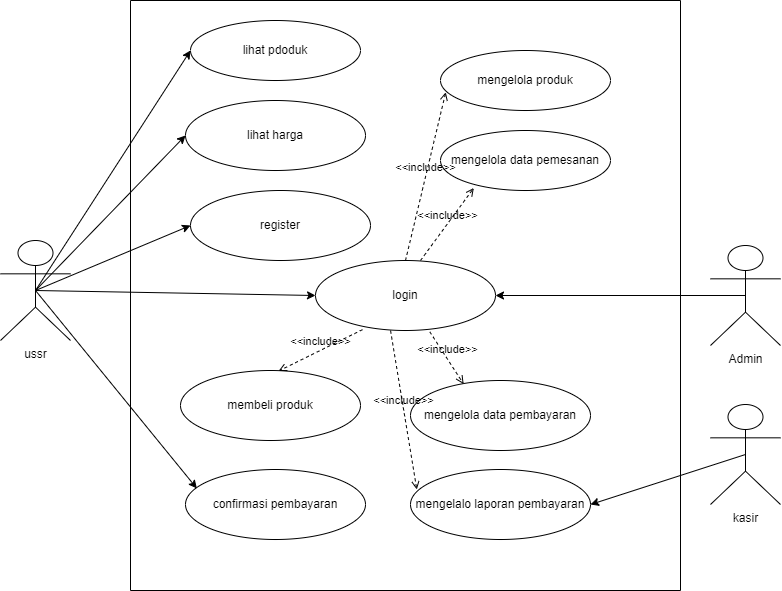 lihat pdoduk
mengelola produk
lihat harga
mengelola data pemesanan
<<include>>
register
<<include>>
login
ussr
Admin
<<include>>
<<include>>
membeli produk
<<include>>
mengelola data pembayaran
confirmasi pembayaran
mengelalo laporan pembayaran
kasir